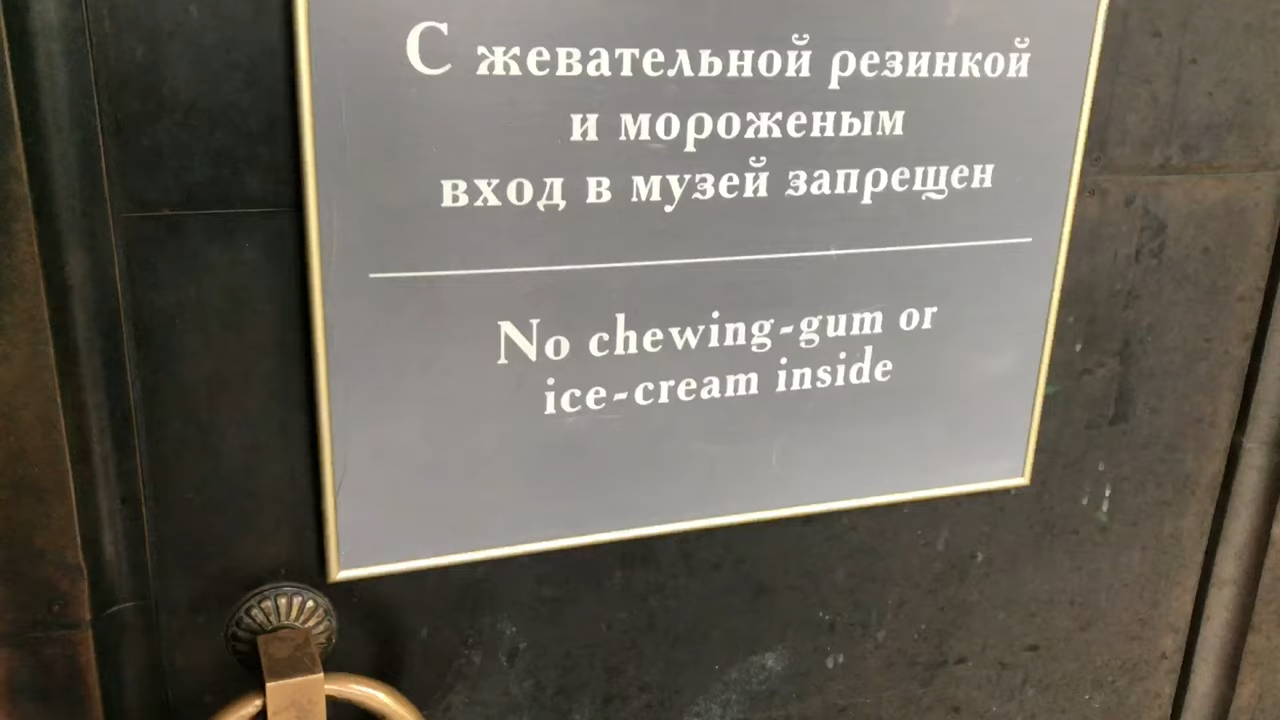 С жевательной резинкой
и мороженым
вход в музей запрещен
No chewing-gum or
ice-cream inside